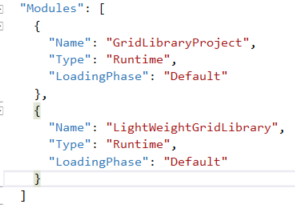 "Modules": [
{
"Name": "GridLibraryProject",
"Type": "Runtime",
"LoadingPhase": "Default"
},
{
"Name": "LightWeightGridLibrary",
"Type": "Runtime",
"LoadingPhase": "Default"
}
]